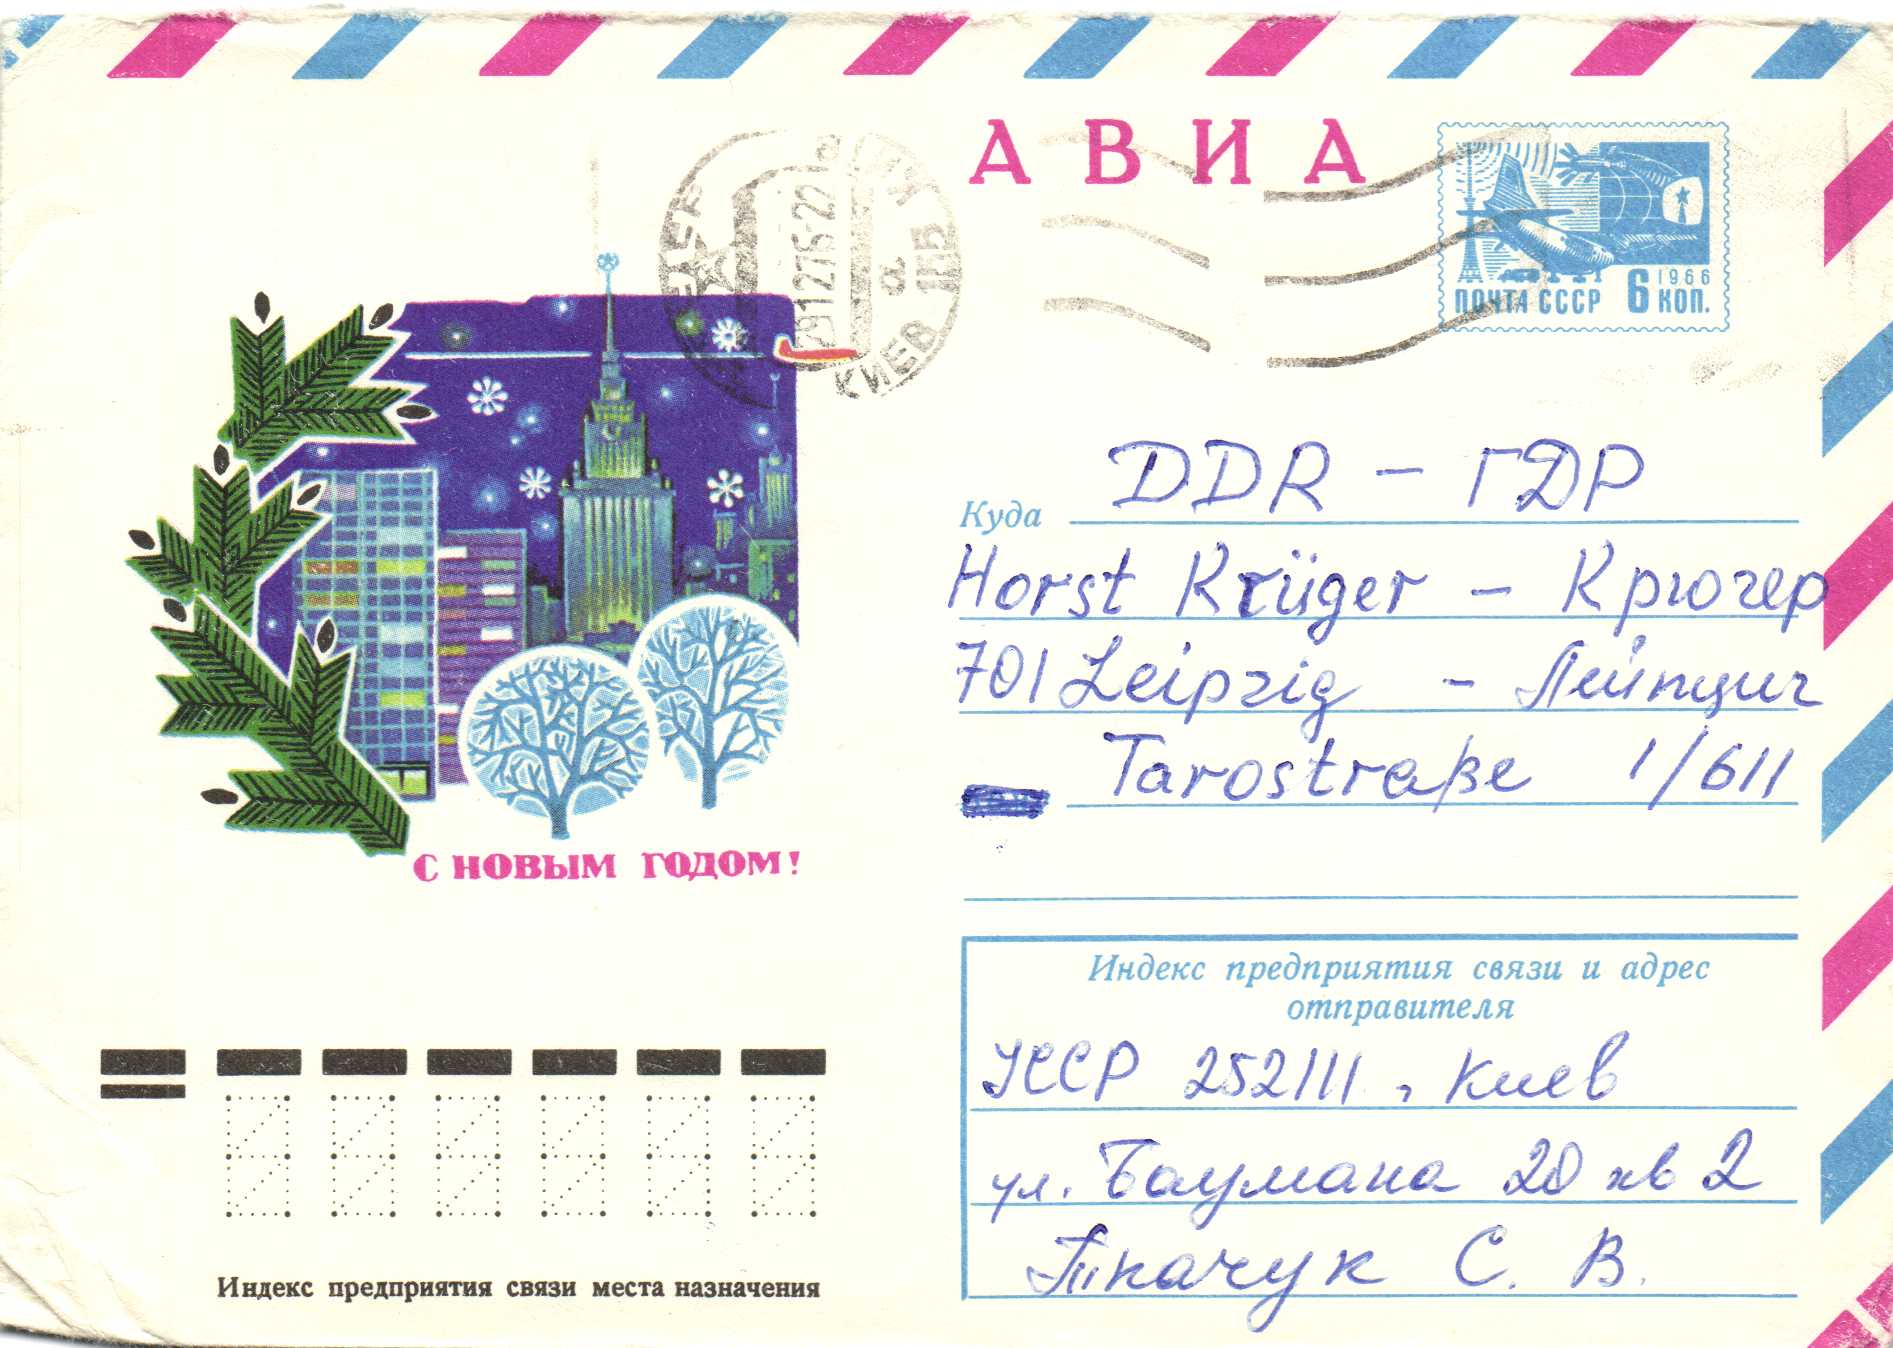 АВИА
1966
ПОЧТА СССР 6 КОП.
КИЕВ
С НОВЫМ ГОДОМ!
Куда DDR - ГДР
Horst Krüger - Крюгер
701 Leipzig - Лейпциг
Tarostraße 1/611
Индекс предприятия связи и адрес
отправителя
УССР 252111, Киев
ул. Баумана 20 кв 2
Ткачук С. В.
Индекс предприятия связи места назначения